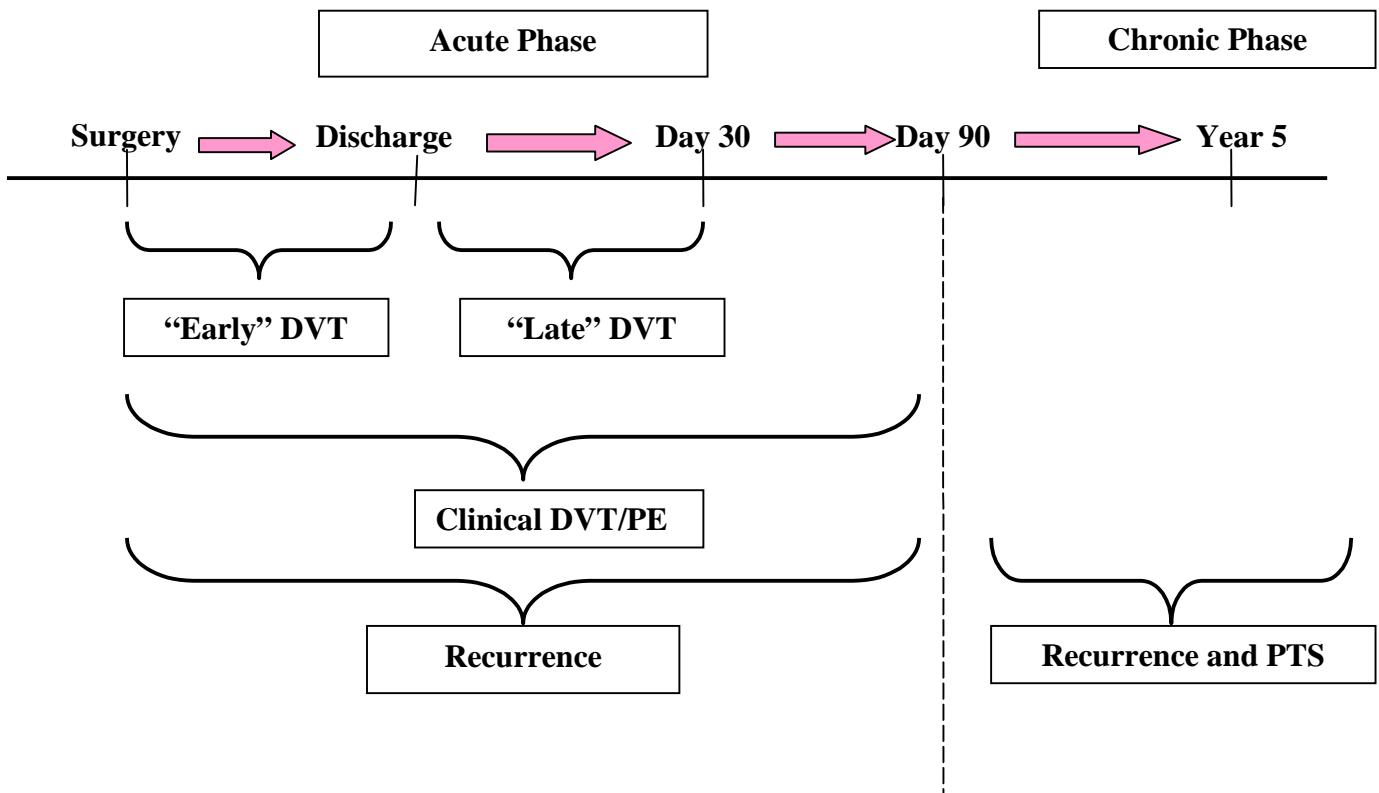 Acute Phase
Chronic Phase
Surgery
Discharge
Day 30
Day 90
Year 5
“Early” DVT
“Late” DVT
Clinical DVT/PE
Recurrence
Recurrence and PTS